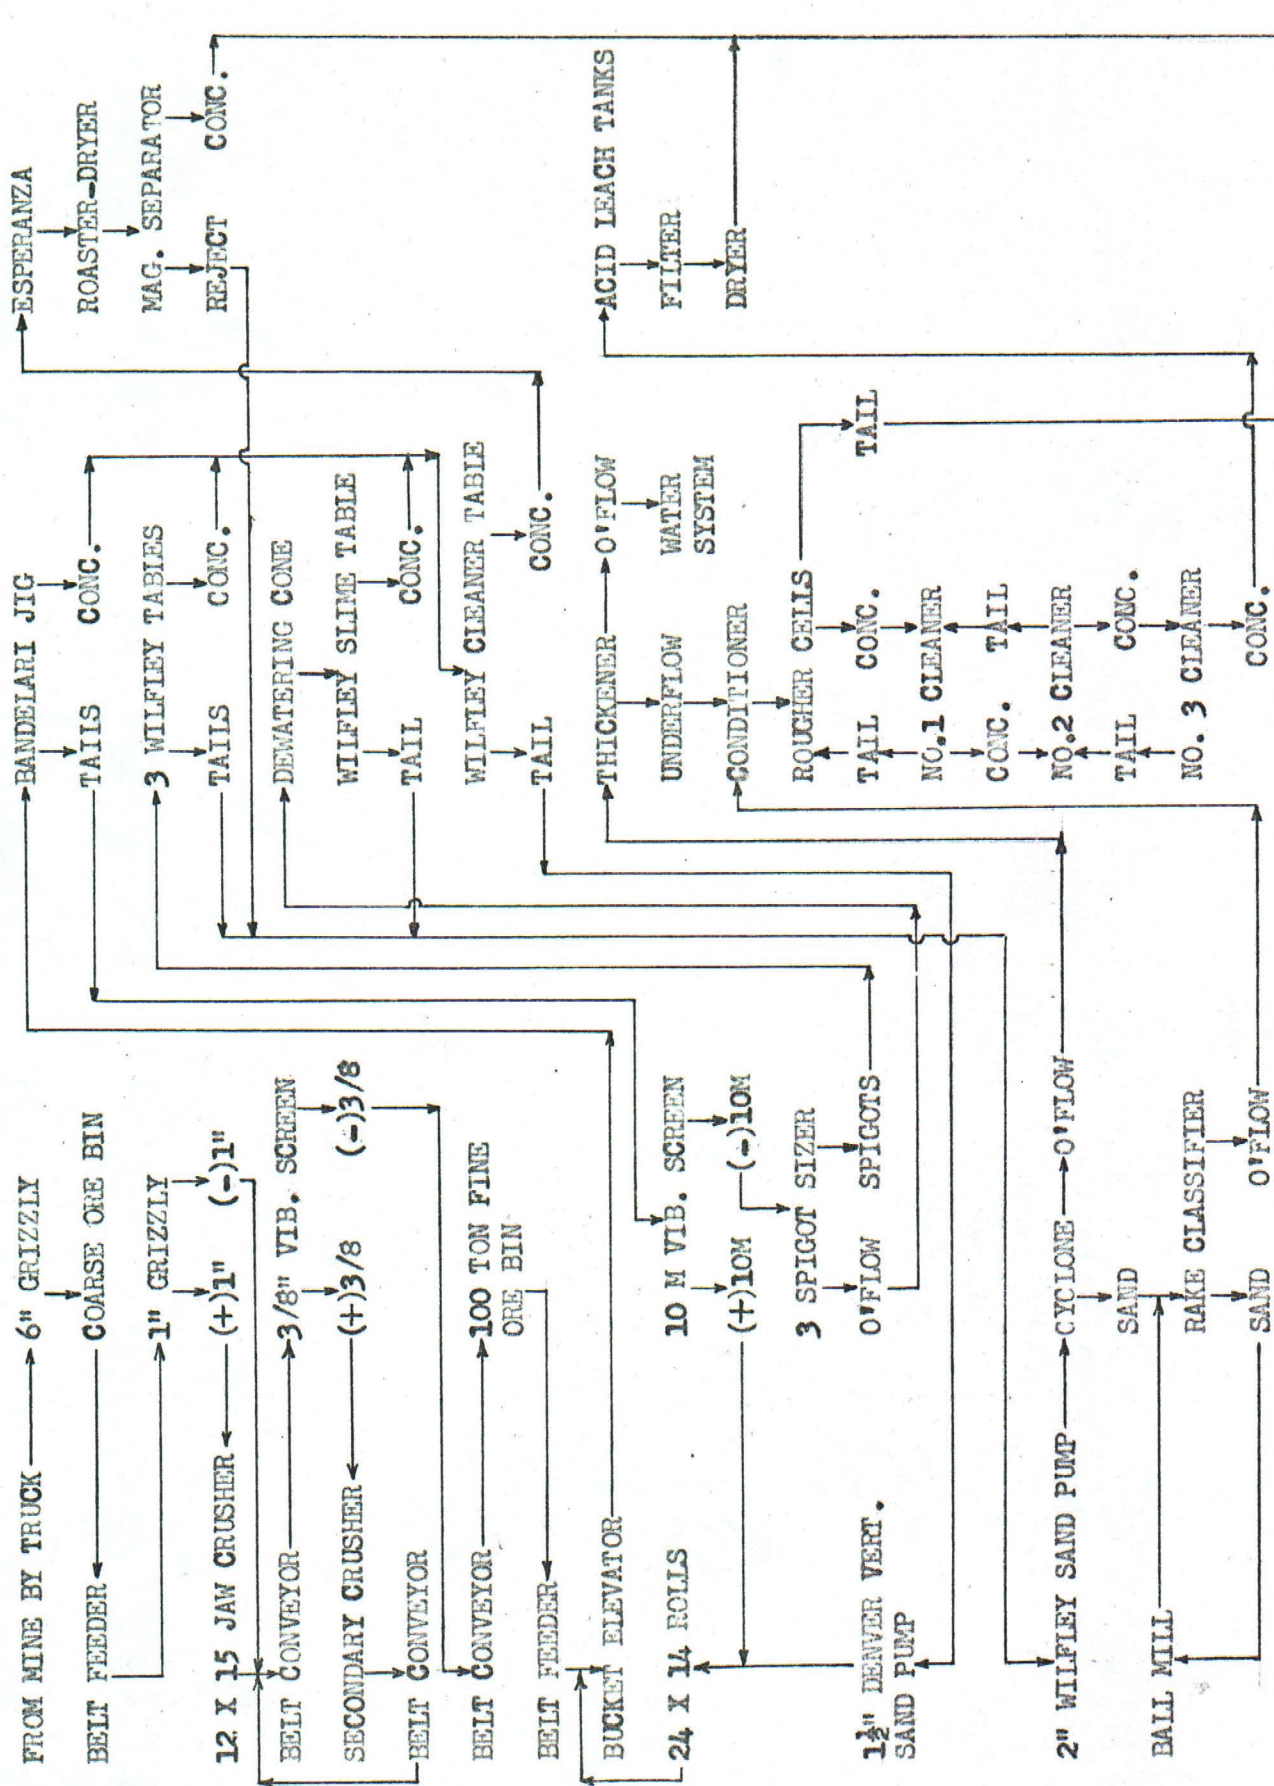 FROM MINE BY TRUCK
6" GRIZZLY
COARSE ORE BIN
BELT FEEDER
1" GRIZZLY
(+)1"
(-)1"
12 X 15 JAW CRUSHER
BELT CONVEYOR
3/8" VIB. SCREEN
(+)3/8
(-)3/8
SECONDARY CRUSHER
BELT CONVEYOR
BELT CONVEYOR
100 TON FINE
ORE BIN
BELT FEEDER
BUCKET ELEVATOR
24 X 14 ROLLS
10 M VIB. SCREEN
(+)10M
(-)10M
3 SPIGOT SIZER
O'FLOW
SPIGOTS
1½" DENVER VERT.
SAND PUMP
2" WILFLEY SAND PUMP
CYCLONE
O'FLOW
SAND
BALL MILL
RAKE CLASSIFIER
SAND
O'FLOW
BANDELARI JIG
TAILS
CONC.
3 WILFLEY TABLES
TAILS
CONC.
DEWATERING CONE
WILFLEY SLIME TABLE
TAIL
CONC.
WILFLEY CLEANER TABLE
TAIL
CONC.
THICKENER
O'FLOW
UNDERFLOW
WATER
SYSTEM
CONDITIONER
ROUGHER CELLS
TAIL
CONC.
TAIL
NO.1 CLEANER
CONC.
TAIL
NO.2 CLEANER
TAIL
CONC.
NO. 3 CLEANER
CONC.
ESPERANZA
ROASTER-DRYER
MAG. SEPARATOR
REJECT
CONC.
ACID LEACH TANKS
FILTER
DRYER